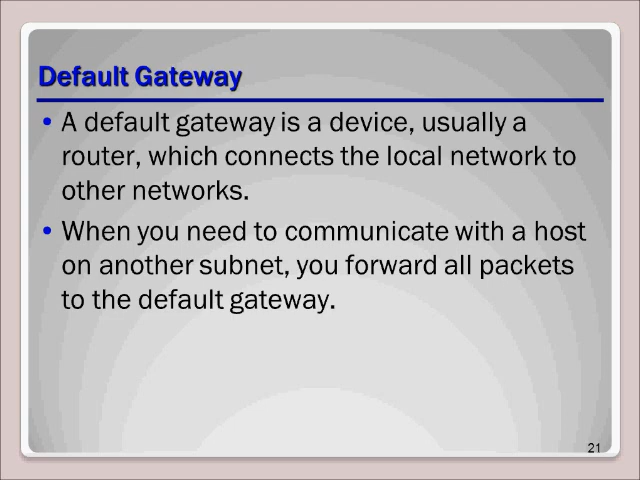 Default Gateway
• A default gateway is a device, usually a
router, which connects the local network to
other networks.
• When you need to communicate with a host
on another subnet, you forward all packets
to the default gateway.
21